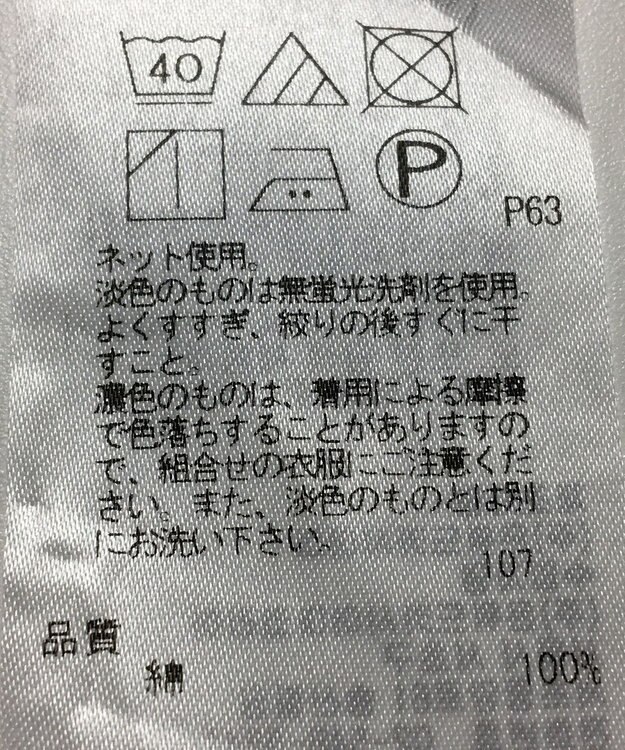 40
P
P63
ネット使用。
淡色のものは無蛍光洗剤を使用。
よくすすぎ、絞りの後すぐに干
すこと。
濃色のものは、着用による摩擦
で色落ちすることがありますの
で、組合せの衣服にご注意くだ
さい。また、淡色のものとは別
にお洗い下さい。
107
品質
綿 100%